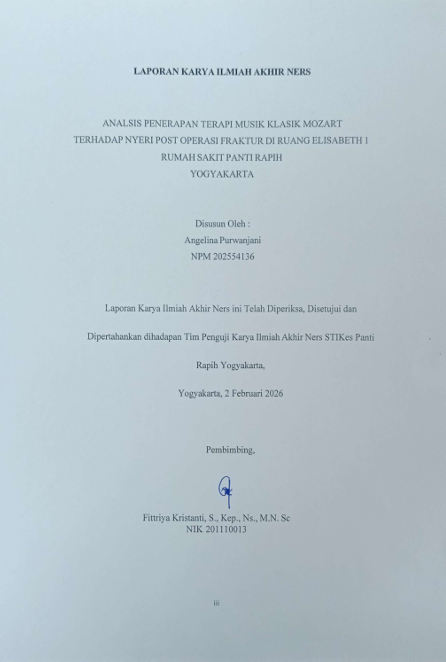 LAPORAN KARYA ILMIAH AKHIR NERS
ANALSIS PENERAPAN TERAPI MUSIK KLASIK MOZART
TERHADAP NYERI POST OPERASI FRAKTUR DI RUANG ELISABETH 1
RUMAH SAKIT PANTI RAPIH
YOGYAKARTA
Disusun Oleh :
Angelina Purwanjani
NPM 202554136
Laporan Karya Ilmiah Akhir Ners ini Telah Diperiksa, Disetujui dan
Dipertahankan dihadapan Tim Penguji Karya Ilmiah Akhir Ners STIKes Panti
Rapih Yogyakarta,
Yogyakarta, 2 Februari 2026
Pembimbing,
Fittriya Kristanti, S., Kep., Ns., M.N. Sc
NIK 201110013
iii